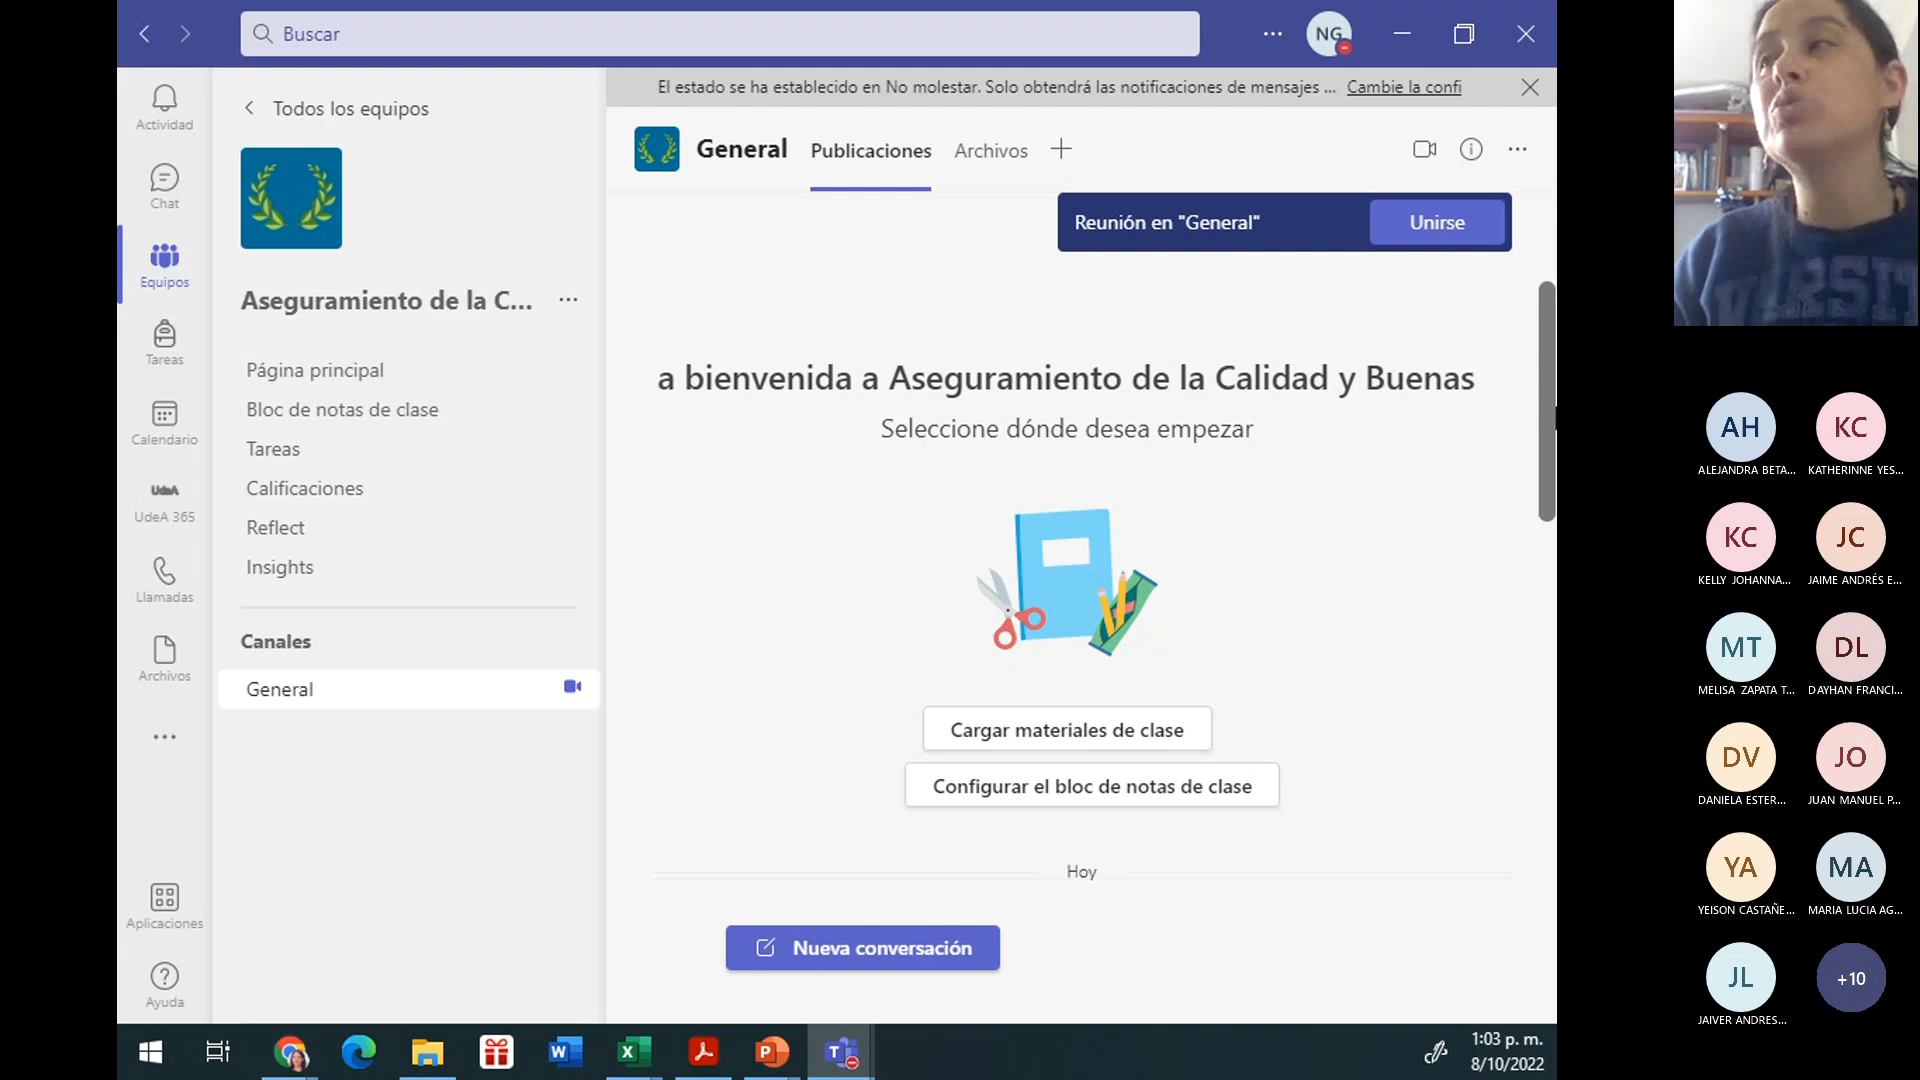 Buscar
NG
El estado se ha establecido en No molestar. Solo obtendrá las notificaciones de mensajes ... Cambie la confi
Actividad
Chat
Equipos
Tareas
Calendario
UdeA
UdeA 365
Llamadas
Archivos
Aplicaciones
Ayuda
Todos los equipos
Aseguramiento de la C...
Página principal
Bloc de notas de clase
Tareas
Calificaciones
Reflect
Insights
Canales
General
General Publicaciones Archivos
Reunión en "General" Unirse
a bienvenida a Aseguramiento de la Calidad y Buenas
Seleccione dónde desea empezar
Cargar materiales de clase
Configurar el bloc de notas de clase
Hoy
Nueva conversación
1:03 p. m.
8/10/2022
VARSIT
AH KC
ALEJANDRA BETA... KATHERINNE YES...
KC JC
KELLY JOHANNA... JAIME ANDRÉS E...
MT DL
MELISA ZAPATA T... DAYHAN FRANCI...
DV JO
DANIELA ESTER... JUAN MANUEL P...
YA MA
YEISON CASTAÑE... MARIA LUCIA AG...
JL +10
JAIVER ANDRES...